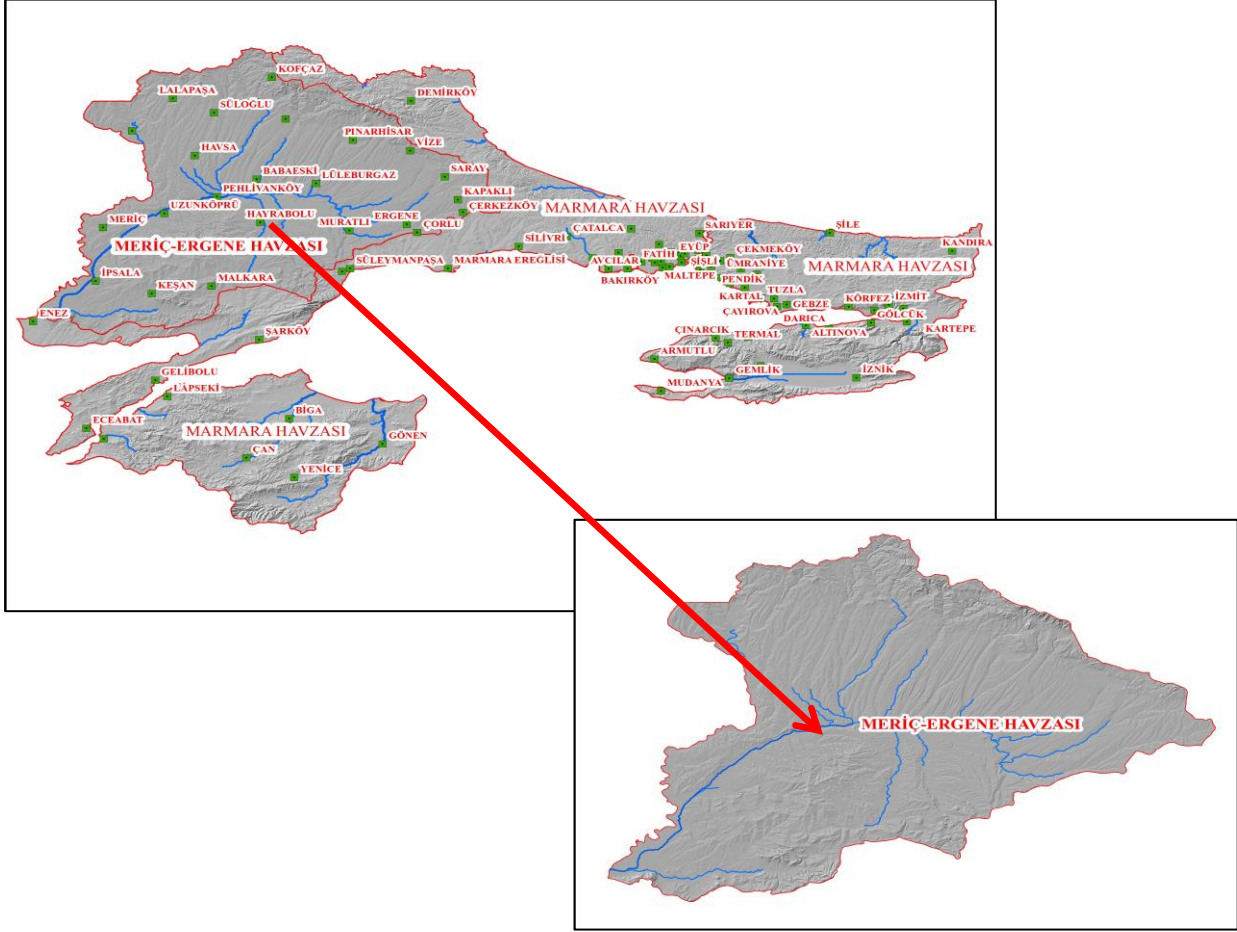 KOFÇAZ
LALAPAŞA
DEMİRKÖY
SÜLOĞLU
PINARHİSAR
VİZE
HAVSA
BABAESKİ
LÜLEBURGAZ
SARAY
PEHLİVANKÖY
KAPAKLI
UZUNKÖPRÜ
MERİÇ
HAYRABOLU
MURATLI
ERGENE
ÇERKEZKÖY
ÇORLU
MARMARA HAVZASI
ÇATALCA
SARIYER
ŞİLE
KANDIRA
MERİÇ-ERGENE HAVZASI
SİLİVRİ
FATİH
EYÜP
ÇEKMEKÖY
SÜLEYMANPAŞA
MARMARA EREĞLİSİ
AVCILAR
ŞİŞLİ
ÜMRANİYE
MARMARA HAVZASI
İPSALA
KEŞAN
MALKARA
BAKIRKÖY
MALTEPE
PENDİK
KARTAL
TUZLA
ENEZ
ÇAYIROVA
GEBZE
KÖRFEZ
İZMİT
DARICA
GÖLCÜK
ŞARKÖY
ÇINARCIK
TERMAL
ALTINOVA
KARTEPE
ARMUTLU
GELİBOLU
LÂPSEKİ
MUDANYA
GEMLİK
İZNİK
ECEABAT
BİGA
MARMARA HAVZASI
GÖNEN
ÇAN
YENİCE
MERİÇ-ERGENE HAVZASI